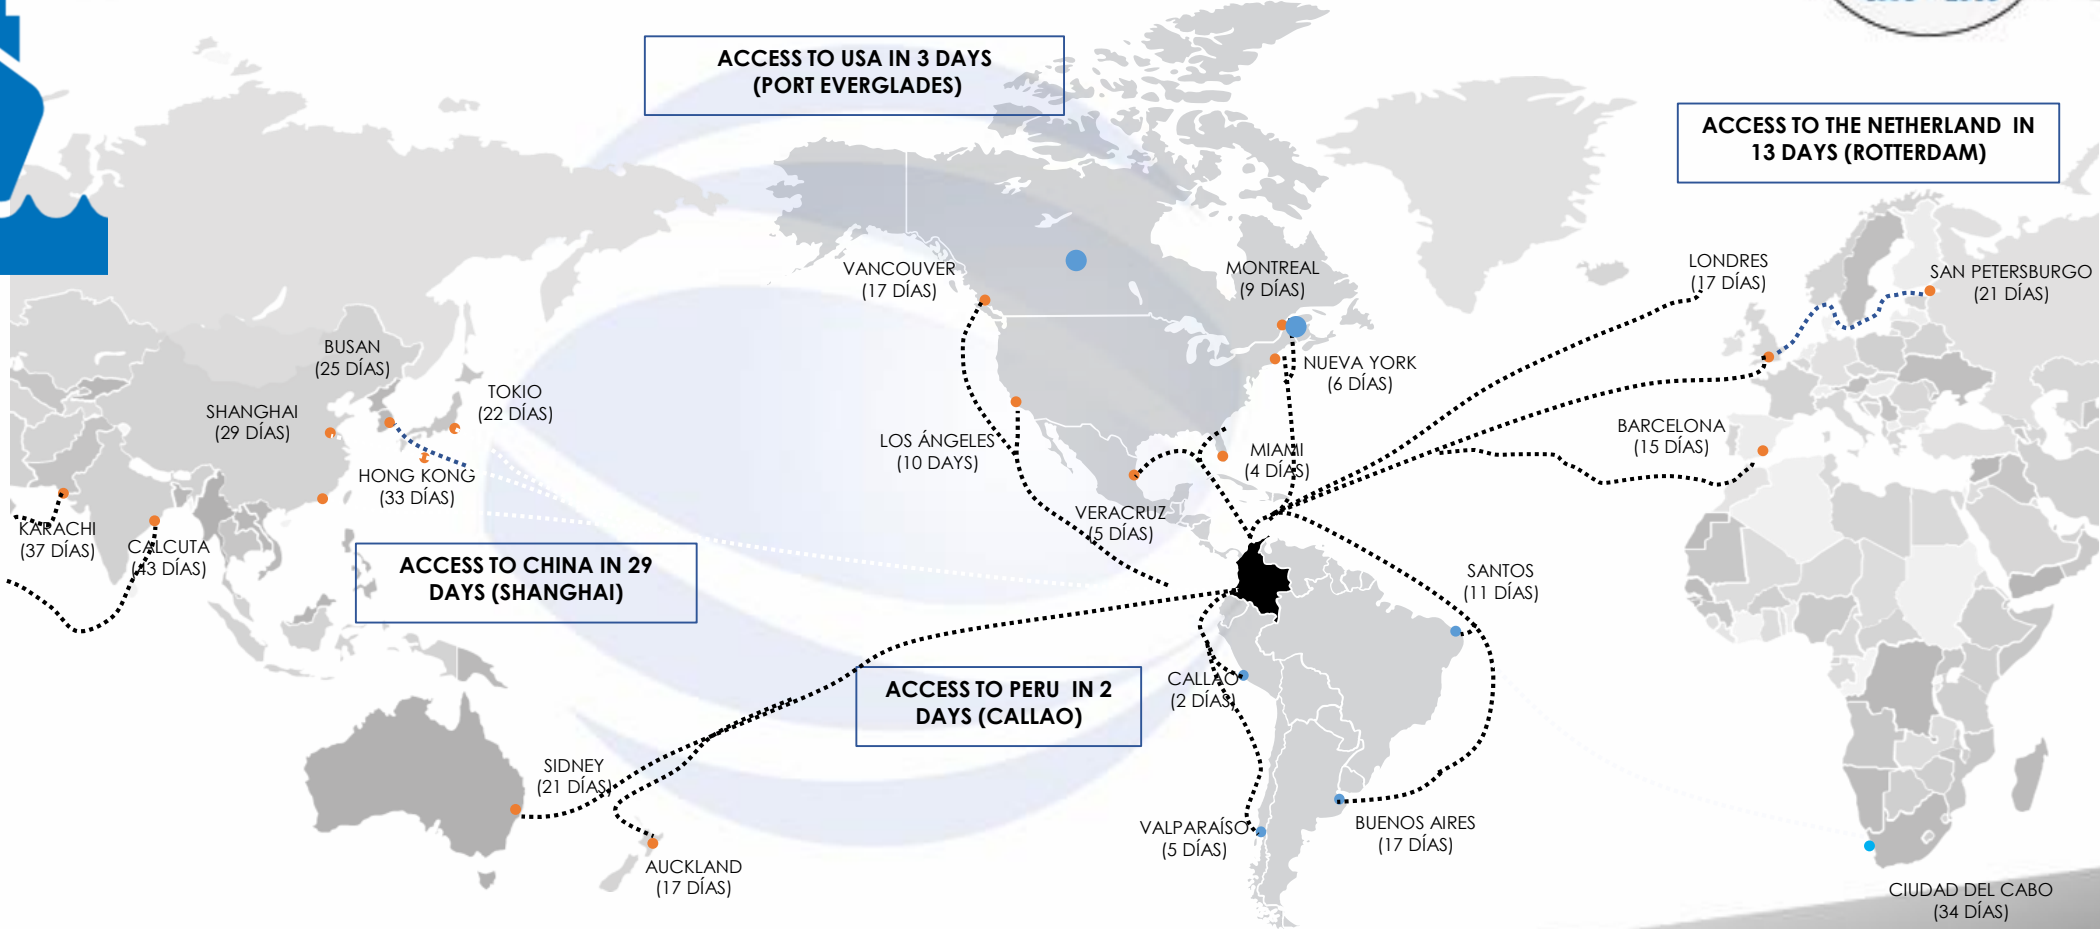 ACCESS TO USA IN 3 DAYS
(PORT EVERGLADES)
ACCESS TO THE NETHERLAND  IN
13 DAYS (ROTTERDAM)
VANCOUVER
(17 DÍAS)
MONTREAL
(9 DÍAS)
LONDRES
(17 DÍAS)
SAN PETERSBURGO
(21 DÍAS)
BUSAN
(25 DÍAS)
NUEVA YORK
(6 DÍAS)
TOKIO
(22 DÍAS)
SHANGHAI
(29 DÍAS)
LOS ÁNGELES
(10 DAYS)
MIAMI
(4 DÍAS)
BARCELONA
(15 DÍAS)
HONG KONG
(33 DÍAS)
VERACRUZ
(5 DÍAS)
KARACHI
(37 DÍAS)
CALCUTA
(43 DÍAS)
ACCESS TO CHINA IN 29
DAYS (SHANGHAI)
SANTOS
(11 DÍAS)
CALLAO
(2 DÍAS)
ACCESS TO PERU  IN 2
DAYS (CALLAO)
SIDNEY
(21 DÍAS)
VALPARAÍSO
(5 DÍAS)
BUENOS AIRES
(17 DÍAS)
AUCKLAND
(17 DÍAS)
CIUDAD DEL CABO
(34 DÍAS)